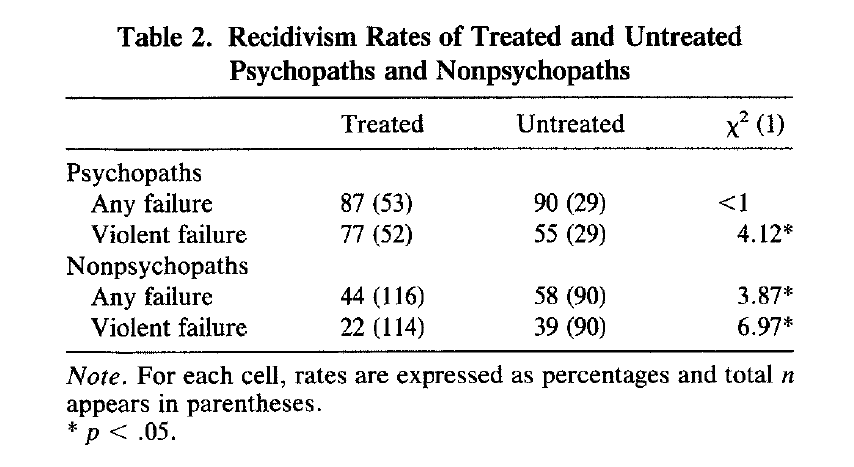 Table 2. Recidivism Rates of Treated and Untreated
Psychopaths and Nonpsychopaths
Treated Untreated χ² (1)
Psychopaths
Any failure 87 (53) 90 (29) <1
Violent failure 77 (52) 55 (29) 4.12*
Nonpsychopaths
Any failure 44 (116) 58 (90) 3.87*
Violent failure 22 (114) 39 (90) 6.97*
Note. For each cell, rates are expressed as percentages and total n
appears in parentheses.
* p < .05.